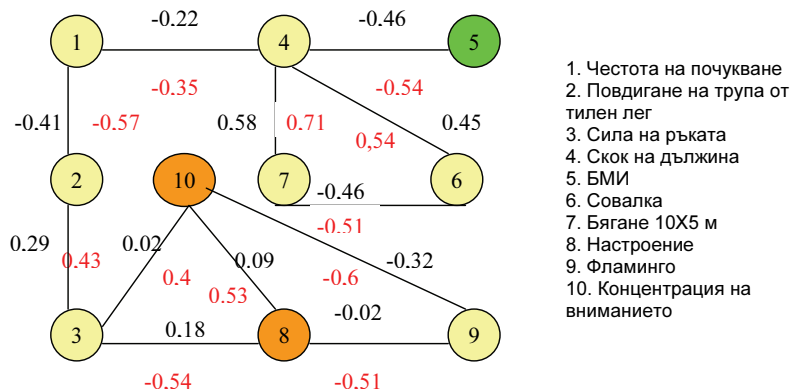 -0.22
-0.46
1
4
5
-0.35
-0.54
-0.41
-0.57
0.58
0.71
0,54
0.45
2
10
7
-0.46
6
-0.51
0.29
0.43
0.02
0.4
0.09
0.53
-0.6
-0.32
-0.02
3
0.18
8
9
-0.54
-0.51
1. Честота на почукване
2. Повдигане на трупа от
тилен лег
3. Сила на ръката
4. Скок на дължина
5. БМИ
6. Совалка
7. Бягане 10X5 м
8. Настроение
9. Фламинго
10. Концентрация на
вниманието